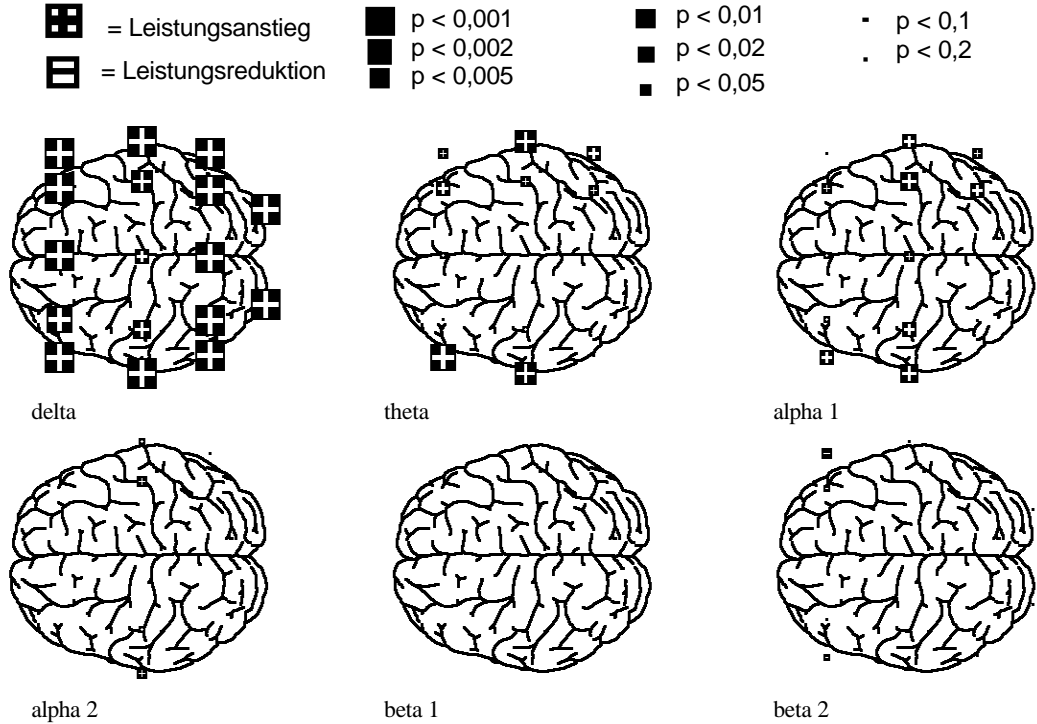 = Leistungsanstieg
= Leistungsreduktion
p < 0,001
p < 0,002
p < 0,005
p < 0,01
p < 0,02
p < 0,05
p < 0,1
p < 0,2
delta
theta
alpha 1
alpha 2
beta 1
beta 2